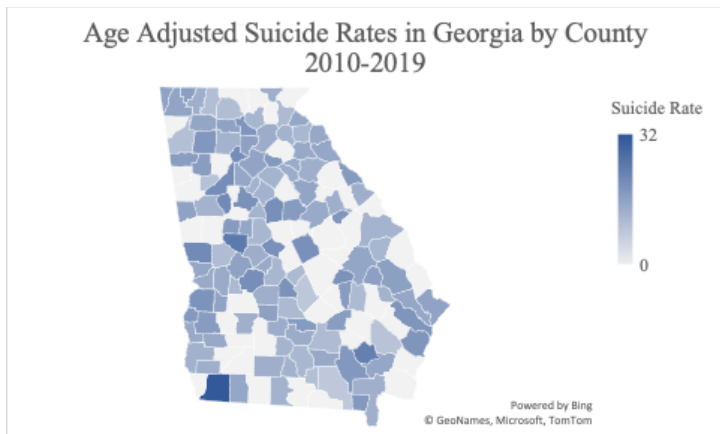 Age Adjusted Suicide Rates in Georgia by County
2010-2019
Suicide Rate
32
0
Powered by Bing
© GeoNames, Microsoft, TomTom